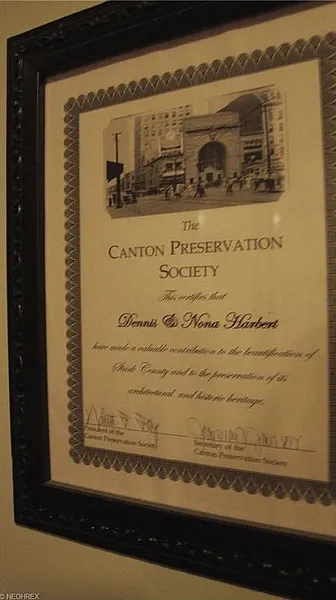 The
CANTON PRESERVATION
SOCIETY
This certifies that
Dennis & Nona Harbert
have made a valuable contribution to the beautification of
Stark County and to the preservation of its
architectural and historic heritage.
President of the
Canton Preservation Society
Secretary of the
Canton Preservation Society
© NEOHREX